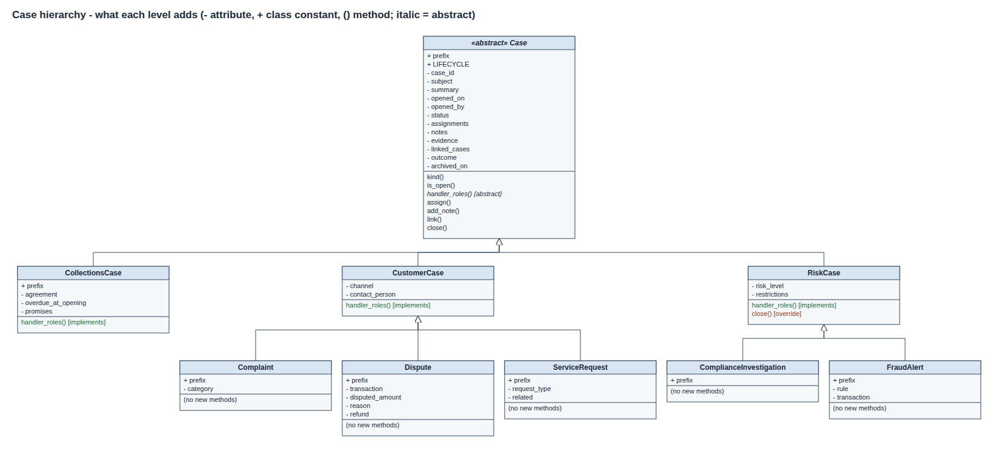 Case hierarchy - what each level adds (- attribute, + class constant, () method; italic = abstract)
«abstract» Case
+ prefix
+ LIFECYCLE
- case_id
- subject
- summary
- opened_on
- opened_by
- status
- assignments
- notes
- evidence
- linked_cases
- outcome
- archived_on
kind()
is_open()
handler_roles() {abstract}
assign()
add_note()
link()
close()
CollectionsCase
+ prefix
- agreement
- overdue_at_opening
- promises
handler_roles() [implements]
CustomerCase
- channel
- contact_person
handler_roles() [implements]
RiskCase
- risk_level
- restrictions
handler_roles() [implements]
close() [override]
Complaint
+ prefix
- category
(no new methods)
Dispute
+ prefix
- transaction
- disputed_amount
- reason
- refund
(no new methods)
ServiceRequest
+ prefix
- request_type
- related
(no new methods)
ComplianceInvestigation
+ prefix
(no new methods)
FraudAlert
+ prefix
- rule
- transaction
(no new methods)